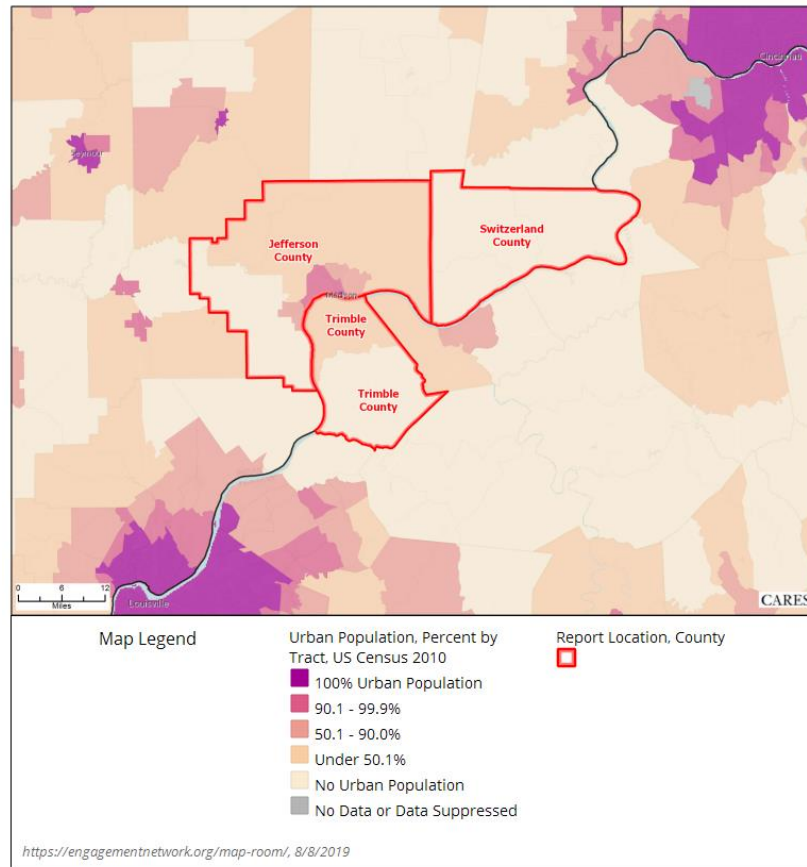 Cincinnati
Seymour
Switzerland
County
Jefferson
County
Madison
Trimble
County
Trimble
County
0 6 12
Miles
Louisville
CARES
Map Legend
Urban Population, Percent by
Tract, US Census 2010
100% Urban Population
90.1 - 99.9%
50.1 - 90.0%
Under 50.1%
No Urban Population
No Data or Data Suppressed
Report Location, County
https://engagementnetwork.org/map-room/, 8/8/2019